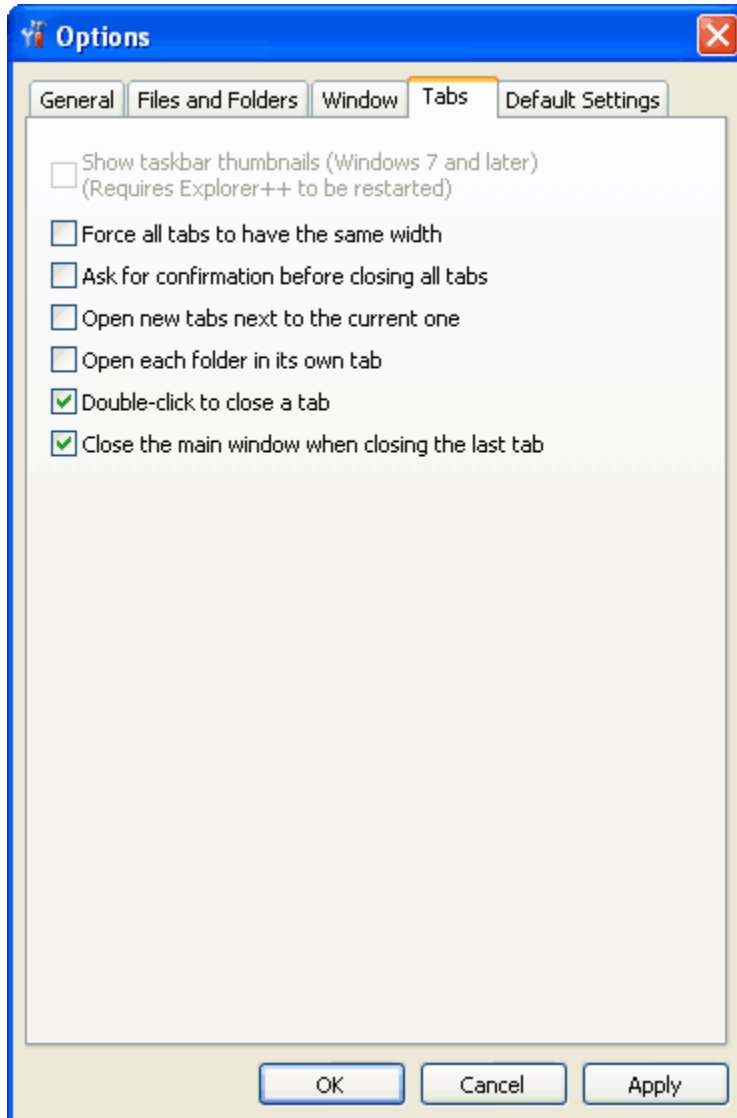 Options
General Files and Folders Window Tabs Default Settings
Show taskbar thumbnails (Windows 7 and later)
(Requires Explorer++ to be restarted)
Force all tabs to have the same width
Ask for confirmation before closing all tabs
Open new tabs next to the current one
Open each folder in its own tab
Double-click to close a tab
Close the main window when closing the last tab
OK Cancel Apply